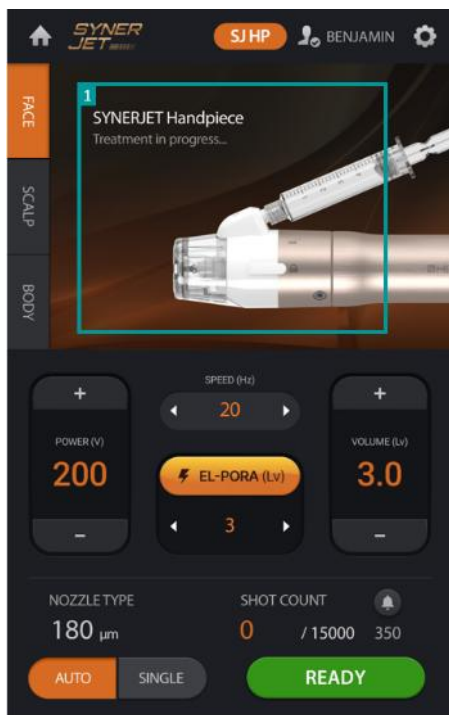 SYNER
JET
SJ HP
BENJAMIN
FACE
SCALP
BODY
1
SYNERJET Handpiece
Treatment in progress...
SPEED (Hz)
20
POWER (V)
200
VOLUME (Lv)
3.0
EL-PORA (Lv)
3
NOZZLE TYPE
180 µm
SHOT COUNT
0 / 15000 350
AUTO
SINGLE
READY